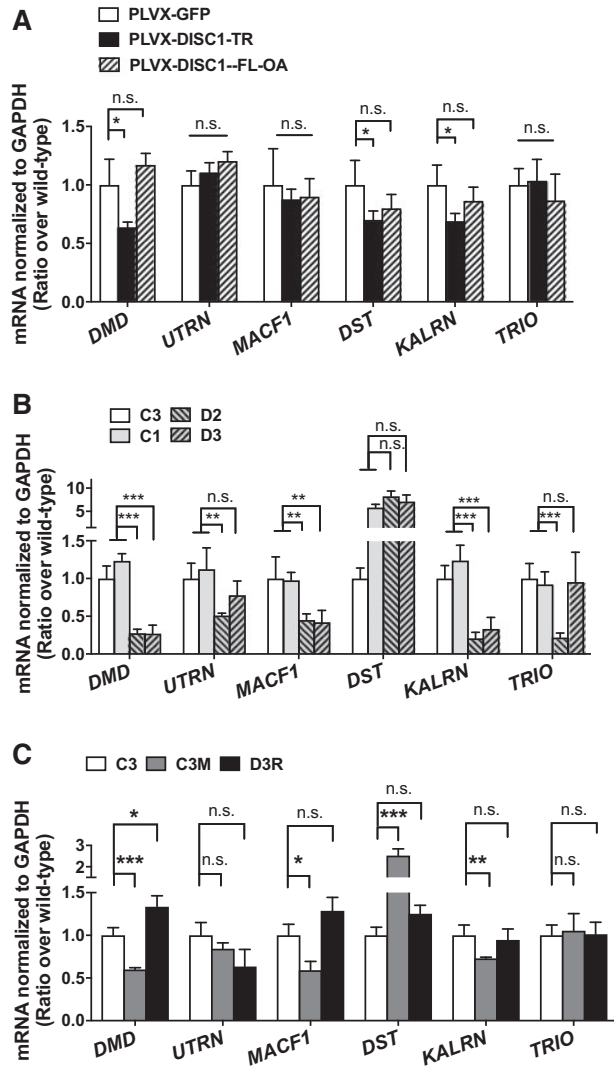 A
PLVX-GFP
PLVX-DISC1-TR
PLVX-DISC1--FL-OA
mRNA normalized to GAPDH
(Ratio over wild-type)
1.5
1.0
0.5
0.0
n.s.
*
n.s.
n.s.
n.s.
*
n.s.
*
n.s.
DMD
UTRN
MACF1
DST
KALRN
TRIO
B
C3
D2
C1
D3
mRNA normalized to GAPDH
(Ratio over wild-type)
10
5
1.5
1.0
0.5
0.0
***
***
n.s.
**
**
**
n.s.
n.s.
***
***
n.s.
***
DMD
UTRN
MACF1
DST
KALRN
TRIO
C
C3
C3M
D3R
mRNA normalized to GAPDH
(Ratio over wild-type)
3
2
1.5
1.0
0.5
0.0
*
***
n.s.
n.s.
n.s.
*
n.s.
***
n.s.
**
n.s.
n.s.
DMD
UTRN
MACF1
DST
KALRN
TRIO